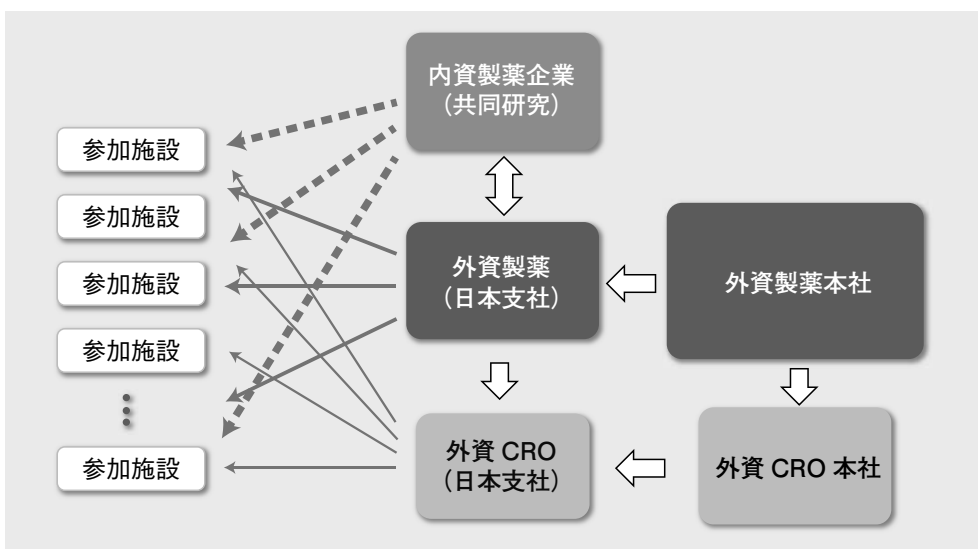 内資製薬企業
（共同研究）
参加施設
参加施設
参加施設
参加施設
参加施設
外資製薬
（日本支社）
外資製薬本社
外資 CRO
（日本支社）
外資 CRO 本社